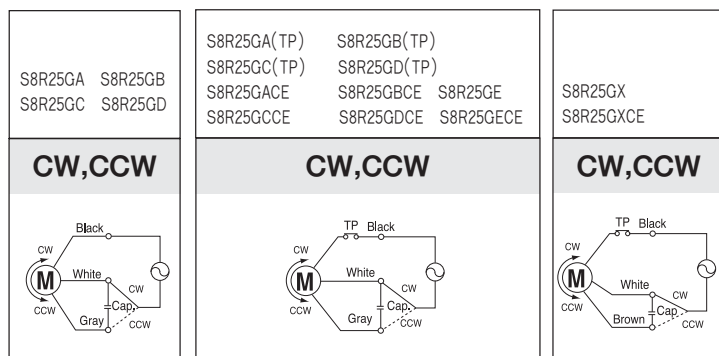 S8R25GA S8R25GB
S8R25GC S8R25GD
CW,CCW
Black
CW
M
White
CW
CCW
Cap.
Gray
CCW
S8R25GA(TP) S8R25GB(TP)
S8R25GC(TP) S8R25GD(TP)
S8R25GACE S8R25GBCE S8R25GE
S8R25GCCE S8R25GDCE S8R25GECE
CW,CCW
TP Black
CW
M
White
CW
CCW
Cap.
Gray
CCW
S8R25GX
S8R25GXCE
CW,CCW
TP Black
CW
M
White
CW
CCW
Cap.
Brown
CCW